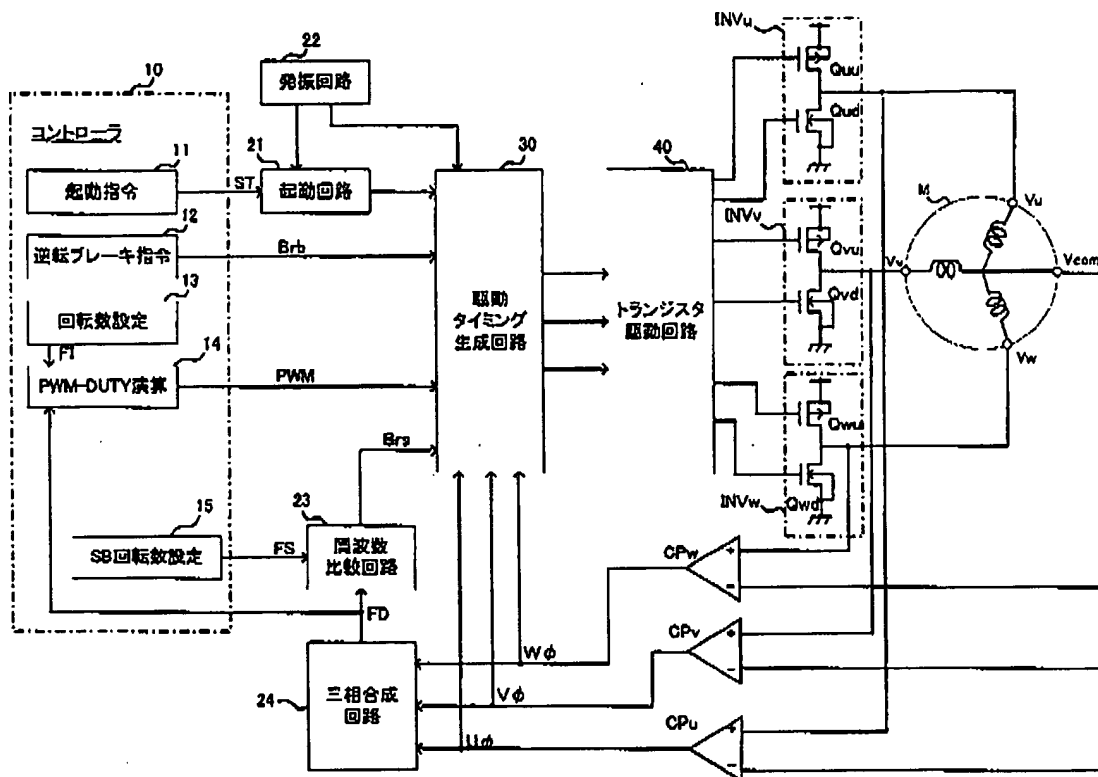 INVu
22
発振回路
Quu
10
コントローラ
Qud
11
21
30
40
起動指令
ST
起動回路
INVv
M
Vu
12
逆転ブレーキ指令
Brb
Qvu
Vv
Vcom
13
回転数設定
駆動
タイミング
生成回路
トランジスタ
駆動回路
Qvd
FI
14
Vw
PWM-DUTY演算
PWM
Brs
Qwu
15
23
INVw
Qwd
SB回転数設定
FS
周波数
比較回路
CPw
+
−
FD
CPv
+
−
Wφ
24
三相合成
回路
Vφ
CPu
+
−
Uφ